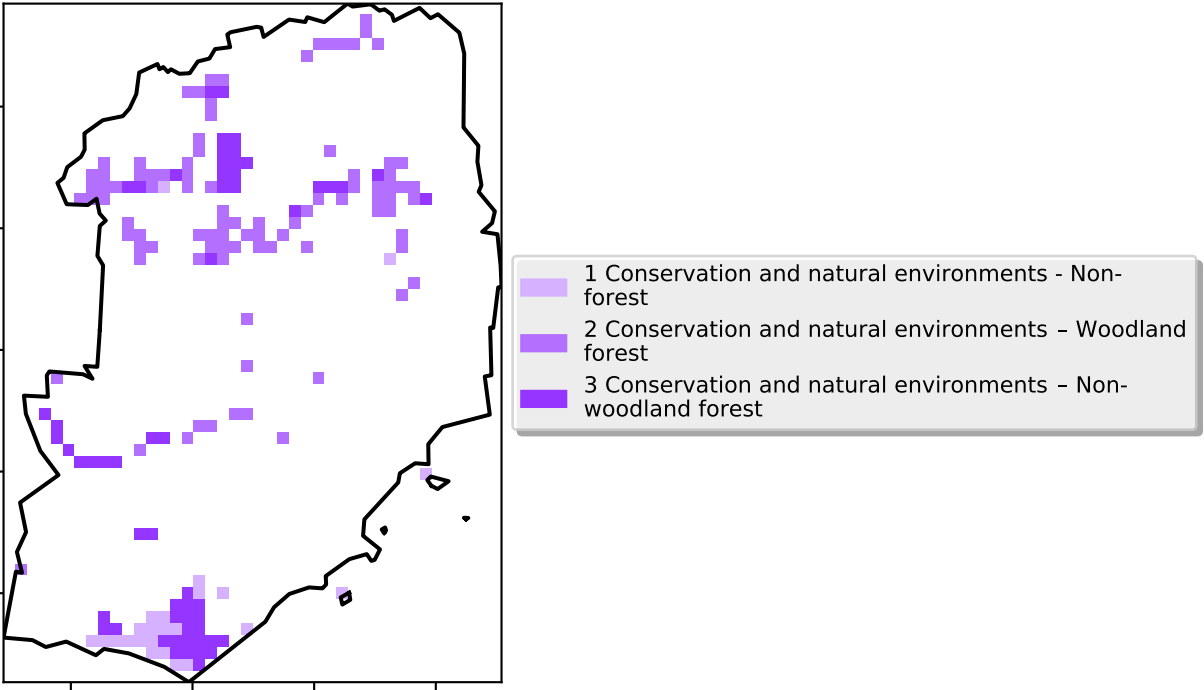 1 Conservation and natural environments - Non-
forest
2 Conservation and natural environments – Woodland
forest
3 Conservation and natural environments – Non-
woodland forest